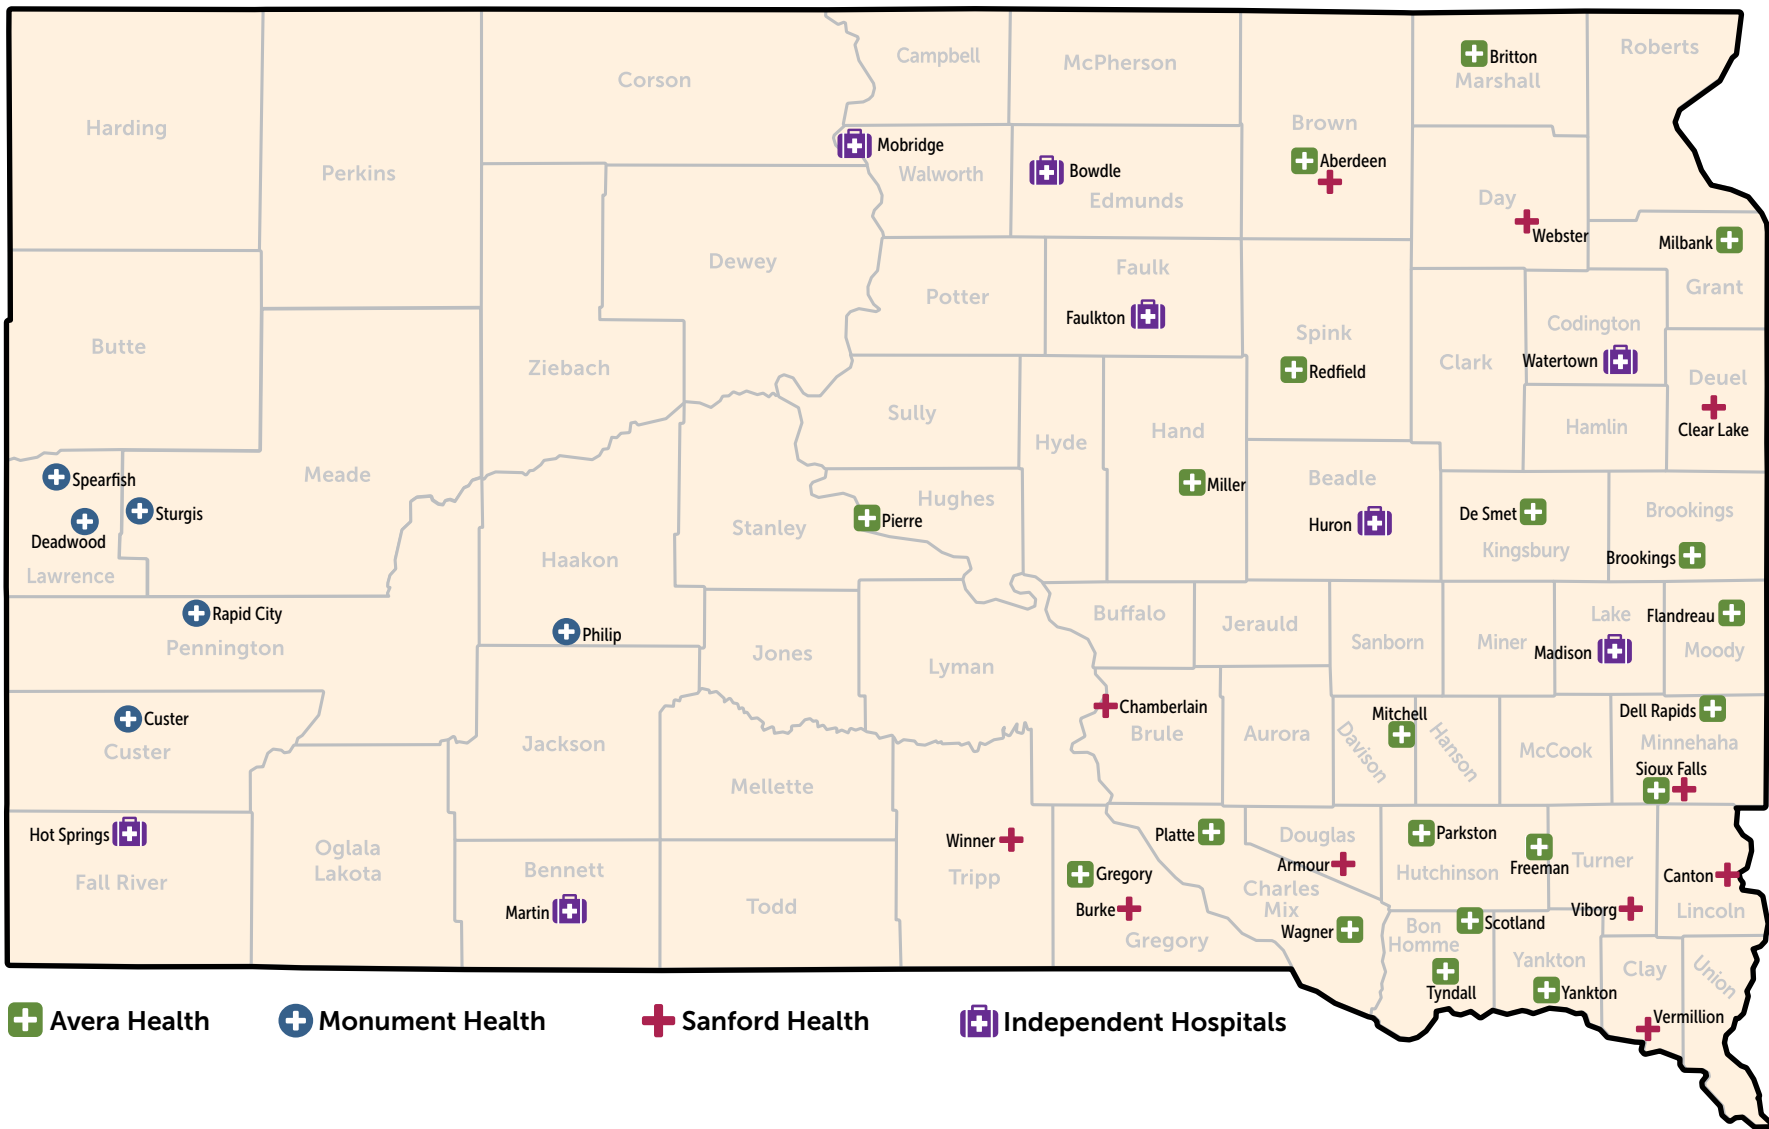 Harding
Perkins
Corson
Campbell
McPherson
Britton
Marshall
Roberts
Mobridge
Walworth
Bowdle
Edmunds
Brown
Aberdeen
Day
Webster
Milbank
Grant
Butte
Ziebach
Dewey
Potter
Faulk
Faulkton
Spink
Redfield
Clark
Codington
Watertown
Deuel
Clear Lake
Hamlin
Meade
Sully
Hyde
Hand
Miller
Beadle
Huron
De Smet
Kingsbury
Brookings
Brookings
Spearfish
Sturgis
Deadwood
Lawrence
Haakon
Philip
Stanley
Pierre
Hughes
Rapid City
Pennington
Jones
Lyman
Buffalo
Jerauld
Sanborn
Miner
Lake
Madison
Flandreau
Moody
Custer
Custer
Jackson
Mellette
Chamberlain
Brule
Aurora
Mitchell
Davison
Hanson
McCook
Dell Rapids
Minnehaha
Sioux Falls
Hot Springs
Fall River
Oglala
Lakota
Bennett
Martin
Todd
Winner
Tripp
Gregory
Burke
Gregory
Platte
Douglas
Armour
Charles
Mix
Wagner
Parkston
Hutchinson
Freeman
Turner
Viborg
Canton
Lincoln
Bon
Homme
Scotland
Tyndall
Yankton
Yankton
Clay
Union
Vermillion
Avera Health
Monument Health
Sanford Health
Independent Hospitals